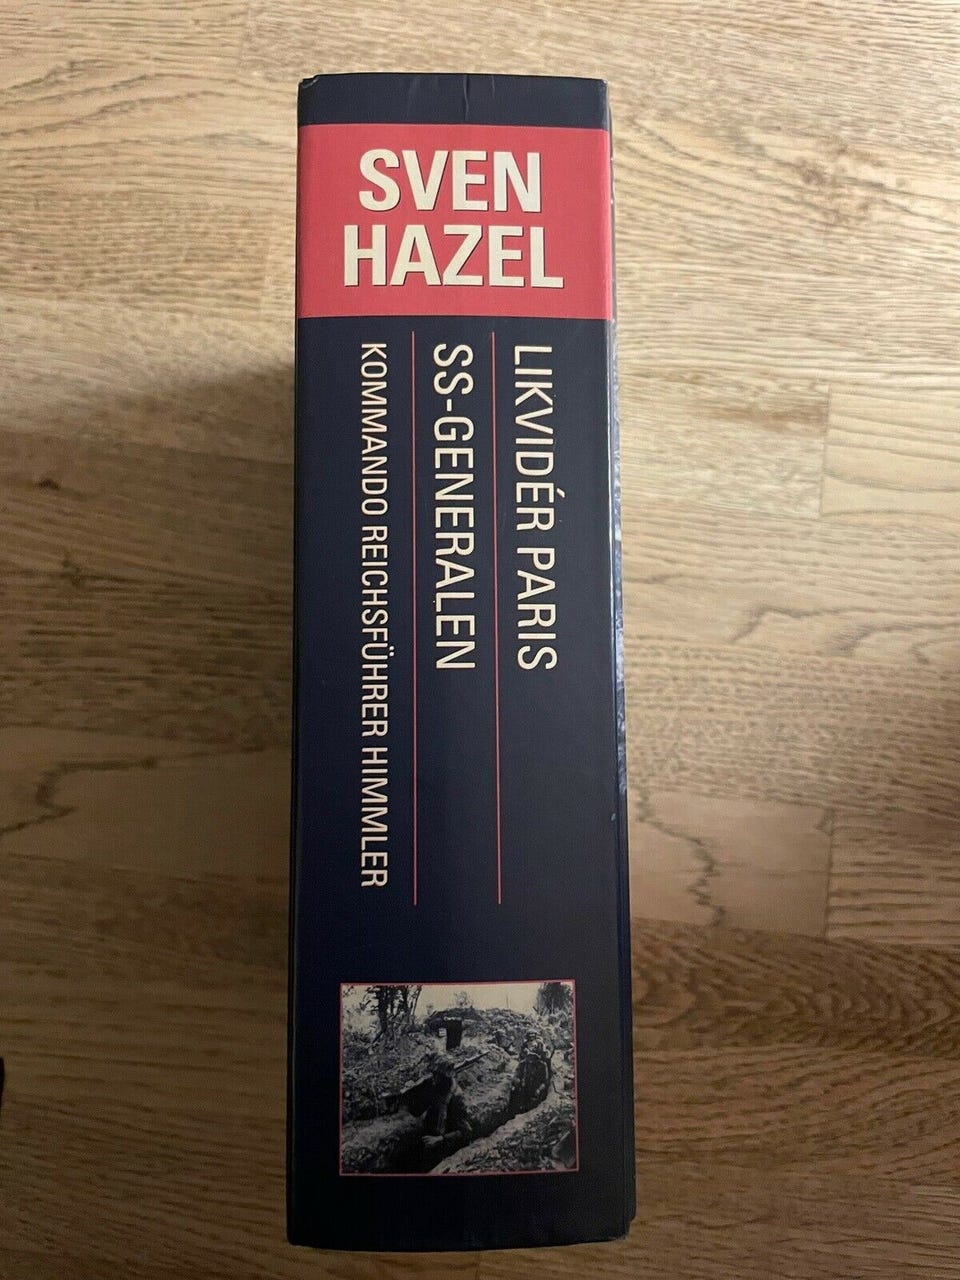 SVEN
HAZEL
LIKVIDÉR PARIS
SS-GENERALEN
KOMMANDO REICHSFÜHRER HIMMLER